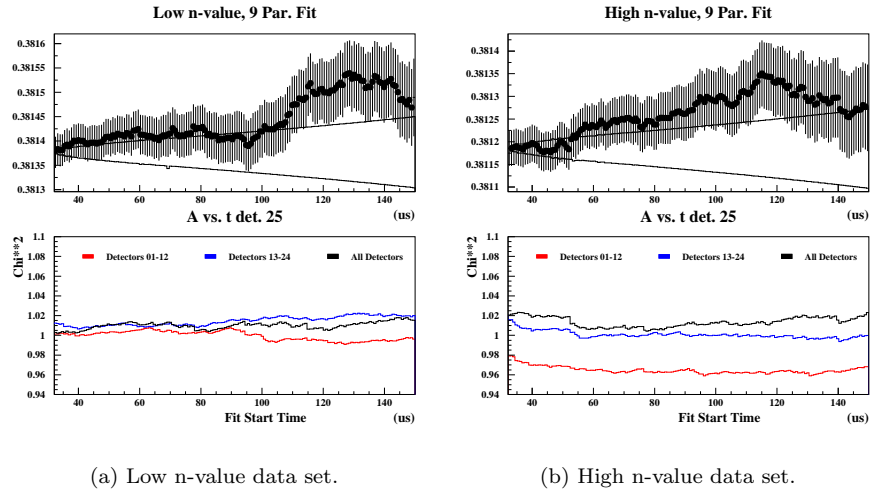 Low n-value, 9 Par. Fit
0.3816
0.38155
0.3815
0.38145
0.3814
0.38135
0.3813
40 60 80 100 120 140
(us)
A vs. t det. 25
Chi**2
1.1
1.08
1.06
1.04
1.02
1
0.98
0.96
0.94
Detectors 01-12 Detectors 13-24 All Detectors
40 60 80 100 120 140
Fit Start Time (us)
(a) Low n-value data set.
High n-value, 9 Par. Fit
0.3814
0.38135
0.3813
0.38125
0.3812
0.38115
0.3811
40 60 80 100 120 140
(us)
A vs. t det. 25
Chi**2
1.1
1.08
1.06
1.04
1.02
1
0.98
0.96
0.94
Detectors 01-12 Detectors 13-24 All Detectors
40 60 80 100 120 140
Fit Start Time (us)
(b) High n-value data set.